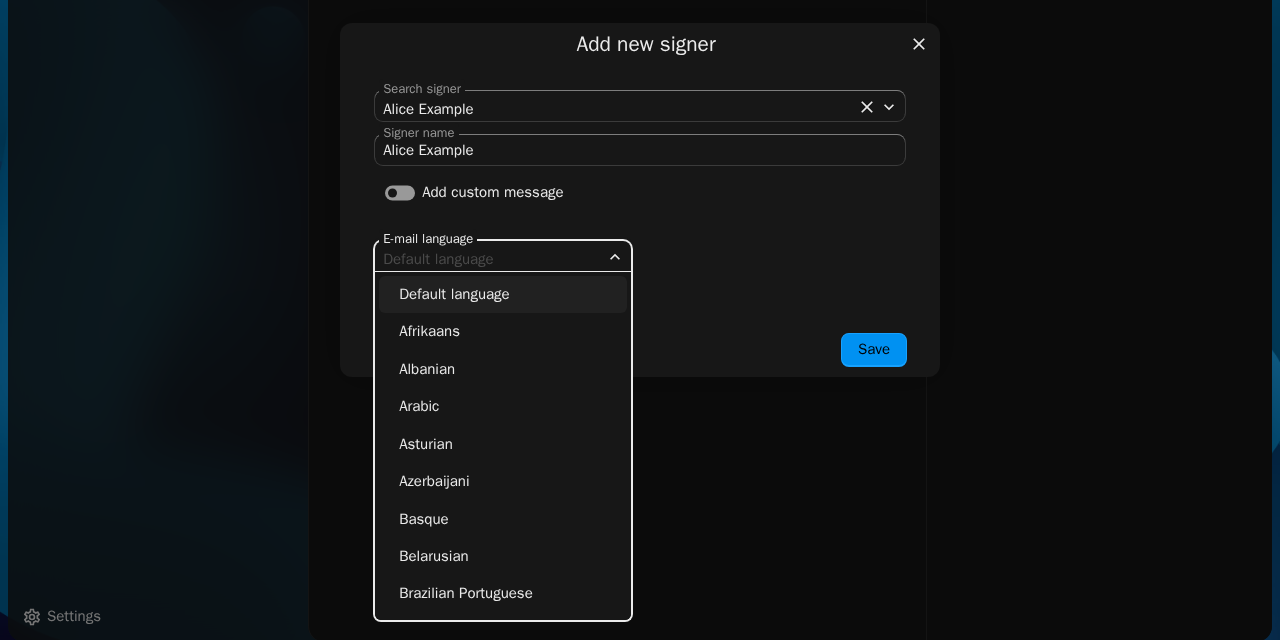 Add new signer
Search signer
Alice Example
Signer name
Alice Example
Add custom message
E-mail language
Default language
Default language
Afrikaans
Albanian
Arabic
Asturian
Azerbaijani
Basque
Belarusian
Brazilian Portuguese
Save
Settings